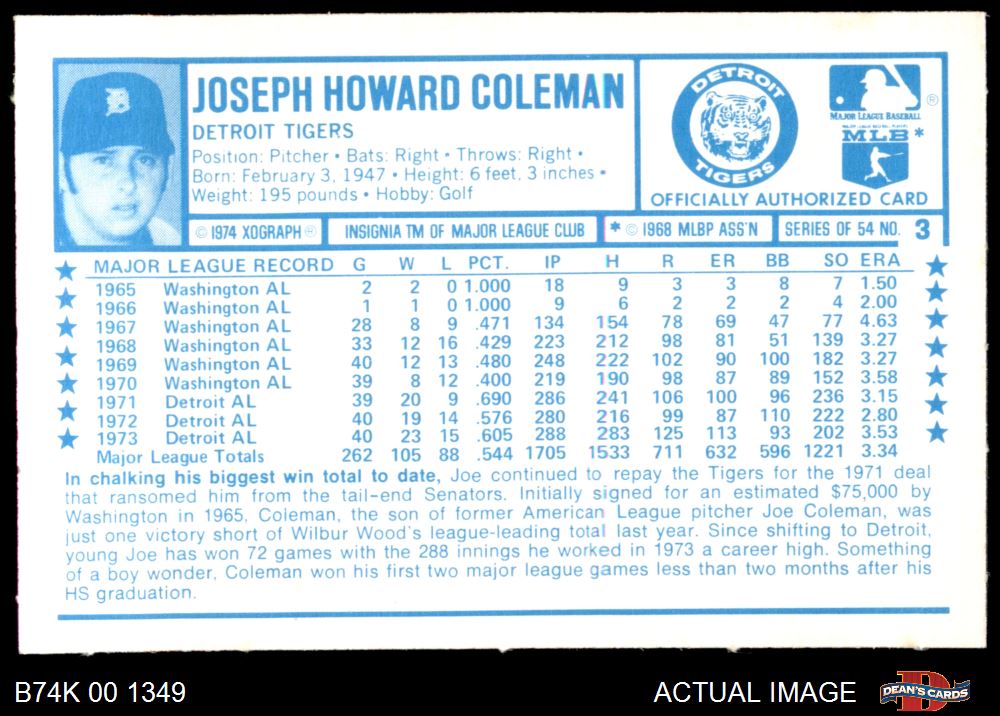 JOSEPH HOWARD COLEMAN
DETROIT TIGERS
Position: Pitcher • Bats: Right • Throws: Right •
Born: February 3, 1947 • Height: 6 feet, 3 inches •
Weight: 195 pounds • Hobby: Golf
DETROIT
TIGERS
®
MAJOR LEAGUE BASEBALL
MLB *
OFFICIALLY AUTHORIZED CARD
© 1974 XOGRAPH ®
INSIGNIA TM OF MAJOR LEAGUE CLUB
* © 1968 MLBP ASS'N
SERIES OF 54 NO. 3
MAJOR LEAGUE RECORD G W L PCT. IP H R ER BB SO ERA
1965 Washington AL 2 2 0 1.000 18 9 3 3 8 7 1.50
1966 Washington AL 1 1 0 1.000 9 6 2 2 2 4 2.00
1967 Washington AL 28 8 9 .471 134 154 78 69 47 77 4.63
1968 Washington AL 33 12 16 .429 223 212 98 81 51 139 3.27
1969 Washington AL 40 12 13 .480 248 222 102 90 100 182 3.27
1970 Washington AL 39 8 12 .400 219 190 98 87 89 152 3.58
1971 Detroit AL 39 20 9 .690 286 241 106 100 96 236 3.15
1972 Detroit AL 40 19 14 .576 280 216 99 87 110 222 2.80
1973 Detroit AL 40 23 15 .605 288 283 125 113 93 202 3.53
Major League Totals 262 105 88 .544 1705 1533 711 632 596 1221 3.34
In chalking his biggest win total to date, Joe continued to repay the Tigers for the 1971 deal
that ransomed him from the tail-end Senators. Initially signed for an estimated $75,000 by
Washington in 1965, Coleman, the son of former American League pitcher Joe Coleman, was
just one victory short of Wilbur Wood's league-leading total last year. Since shifting to Detroit,
young Joe has won 72 games with the 288 innings he worked in 1973 a career high. Something
of a boy wonder, Coleman won his first two major league games less than two months after his
HS graduation.
B74K 00 1349
ACTUAL IMAGE
DEAN'S CARDS